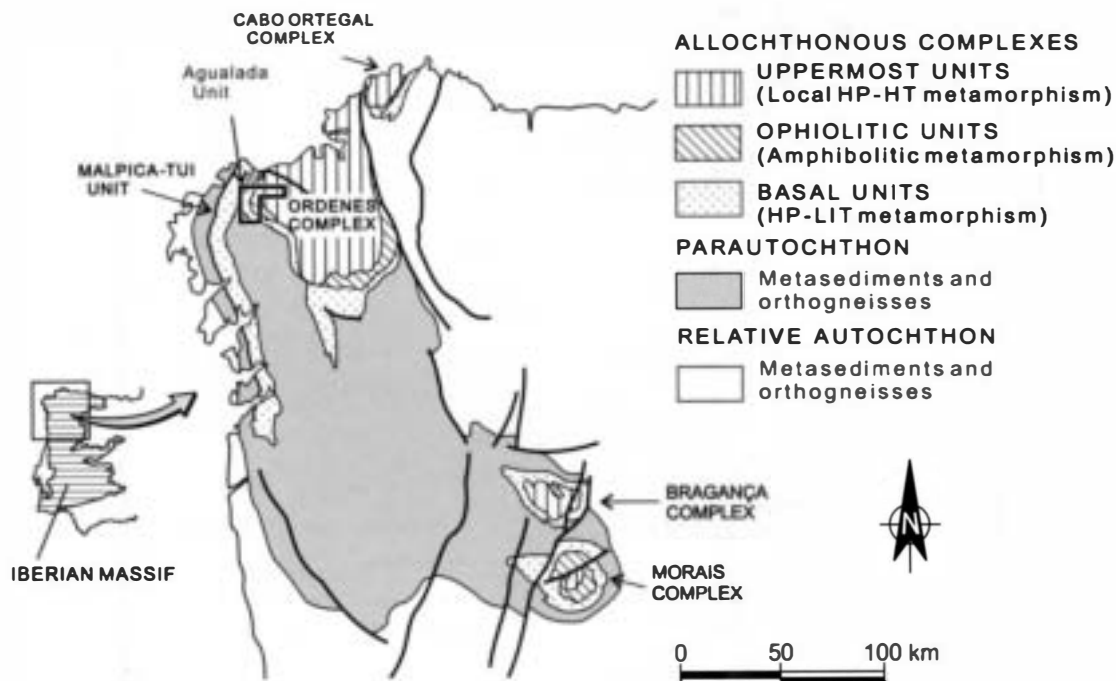 CABO ORTEGAL
COMPLEX
Agualada
Unit
MALPICA-TUI
UNIT
ORDENES
COMPLEX
ALLOCHTHONOUS COMPLEXES
UPPERMOST UNITS
(Local HP-HT metamorphism)
OPHIOLITIC UNITS
(Amphibolitic metamorphism)
BASAL UNITS
(HP-LIT metamorphism)
PARAUTOCHTHON
Metasediments and
orthogneisses
RELATIVE AUTOCHTHON
Metasediments and
orthogneisses
IBERIAN MASSIF
BRAGANÇA
COMPLEX
MORAIS
COMPLEX
N
0 50 100 km